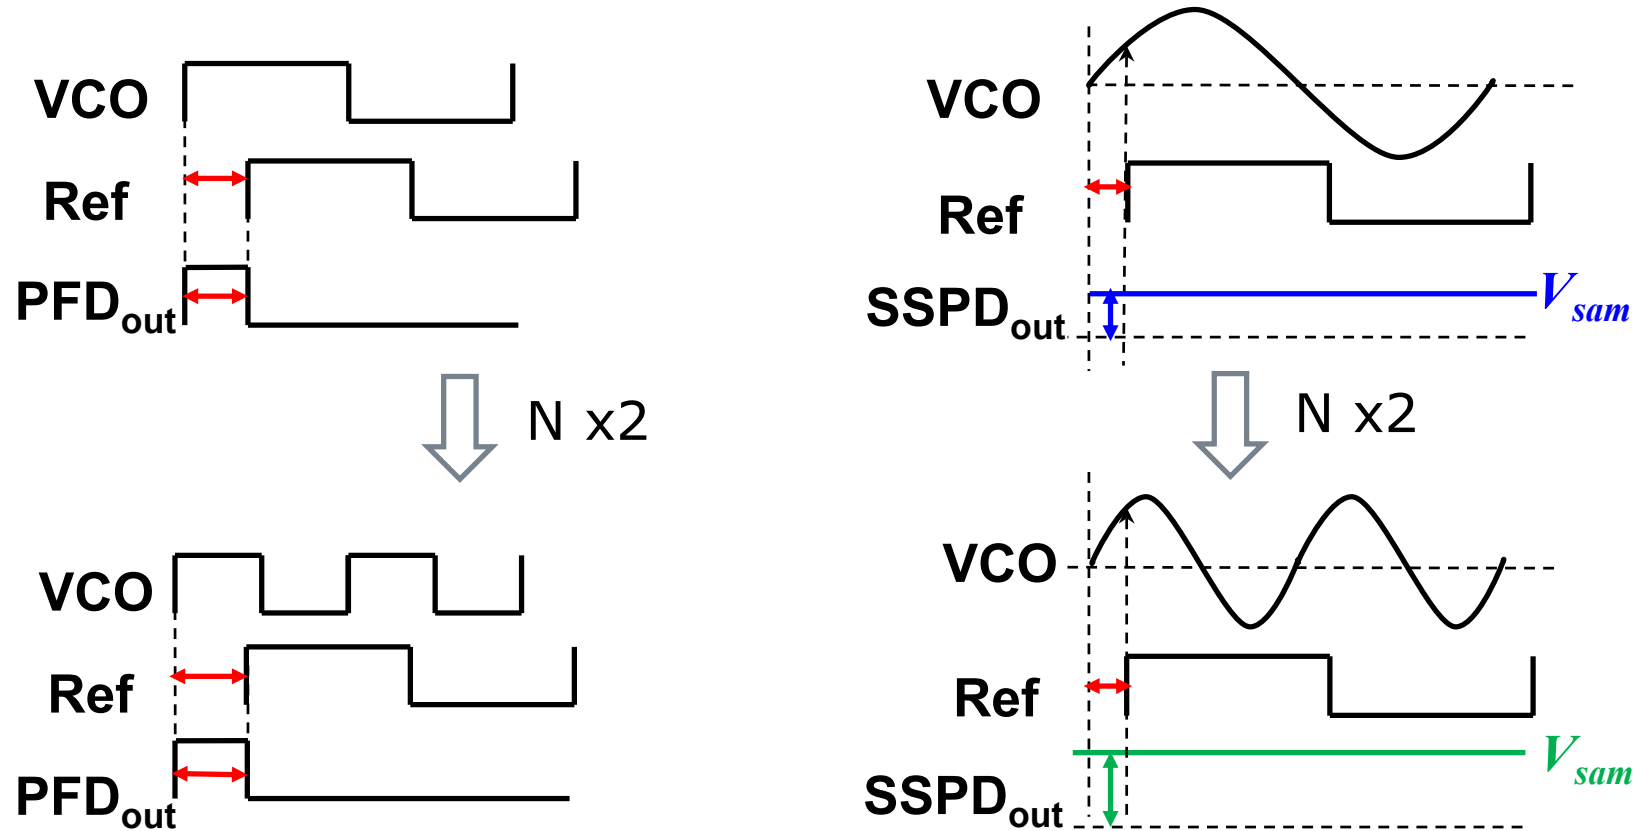 VCO
Ref
PFDout
N x2
VCO
Ref
PFDout
VCO
Ref
SSPDout
Vsam
N x2
VCO
Ref
SSPDout
Vsam